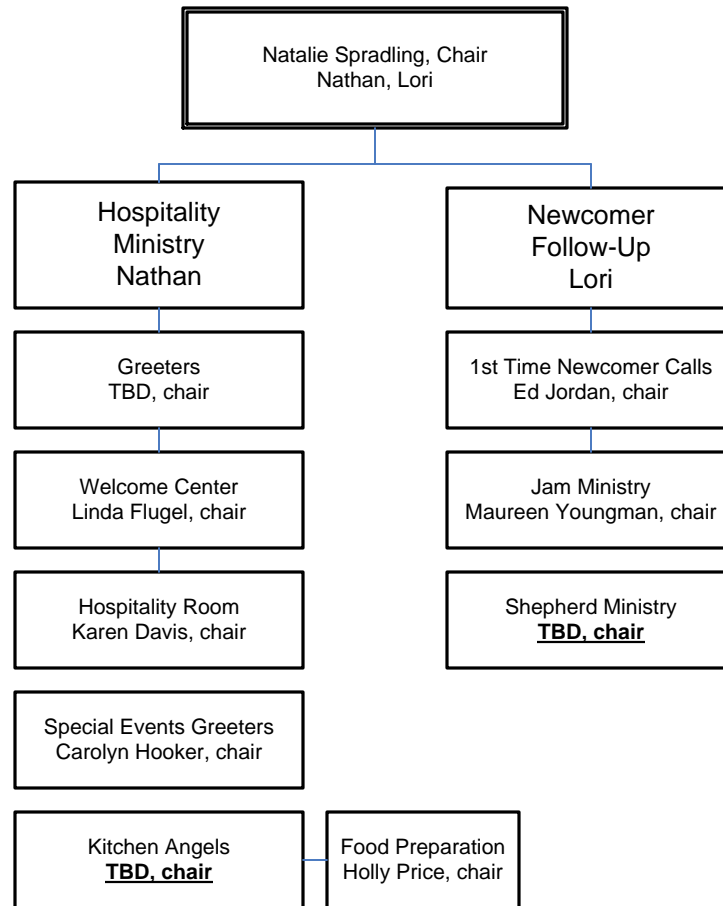 Natalie Spradling, Chair
Nathan, Lori
Hospitality
Ministry
Nathan
Greeters
TBD, chair
Welcome Center
Linda Flugel, chair
Hospitality Room
Karen Davis, chair
Special Events Greeters
Carolyn Hooker, chair
Kitchen Angels
TBD, chair
Food Preparation
Holly Price, chair
Newcomer
Follow-Up
Lori
1st Time Newcomer Calls
Ed Jordan, chair
Jam Ministry
Maureen Youngman, chair
Shepherd Ministry
TBD, chair